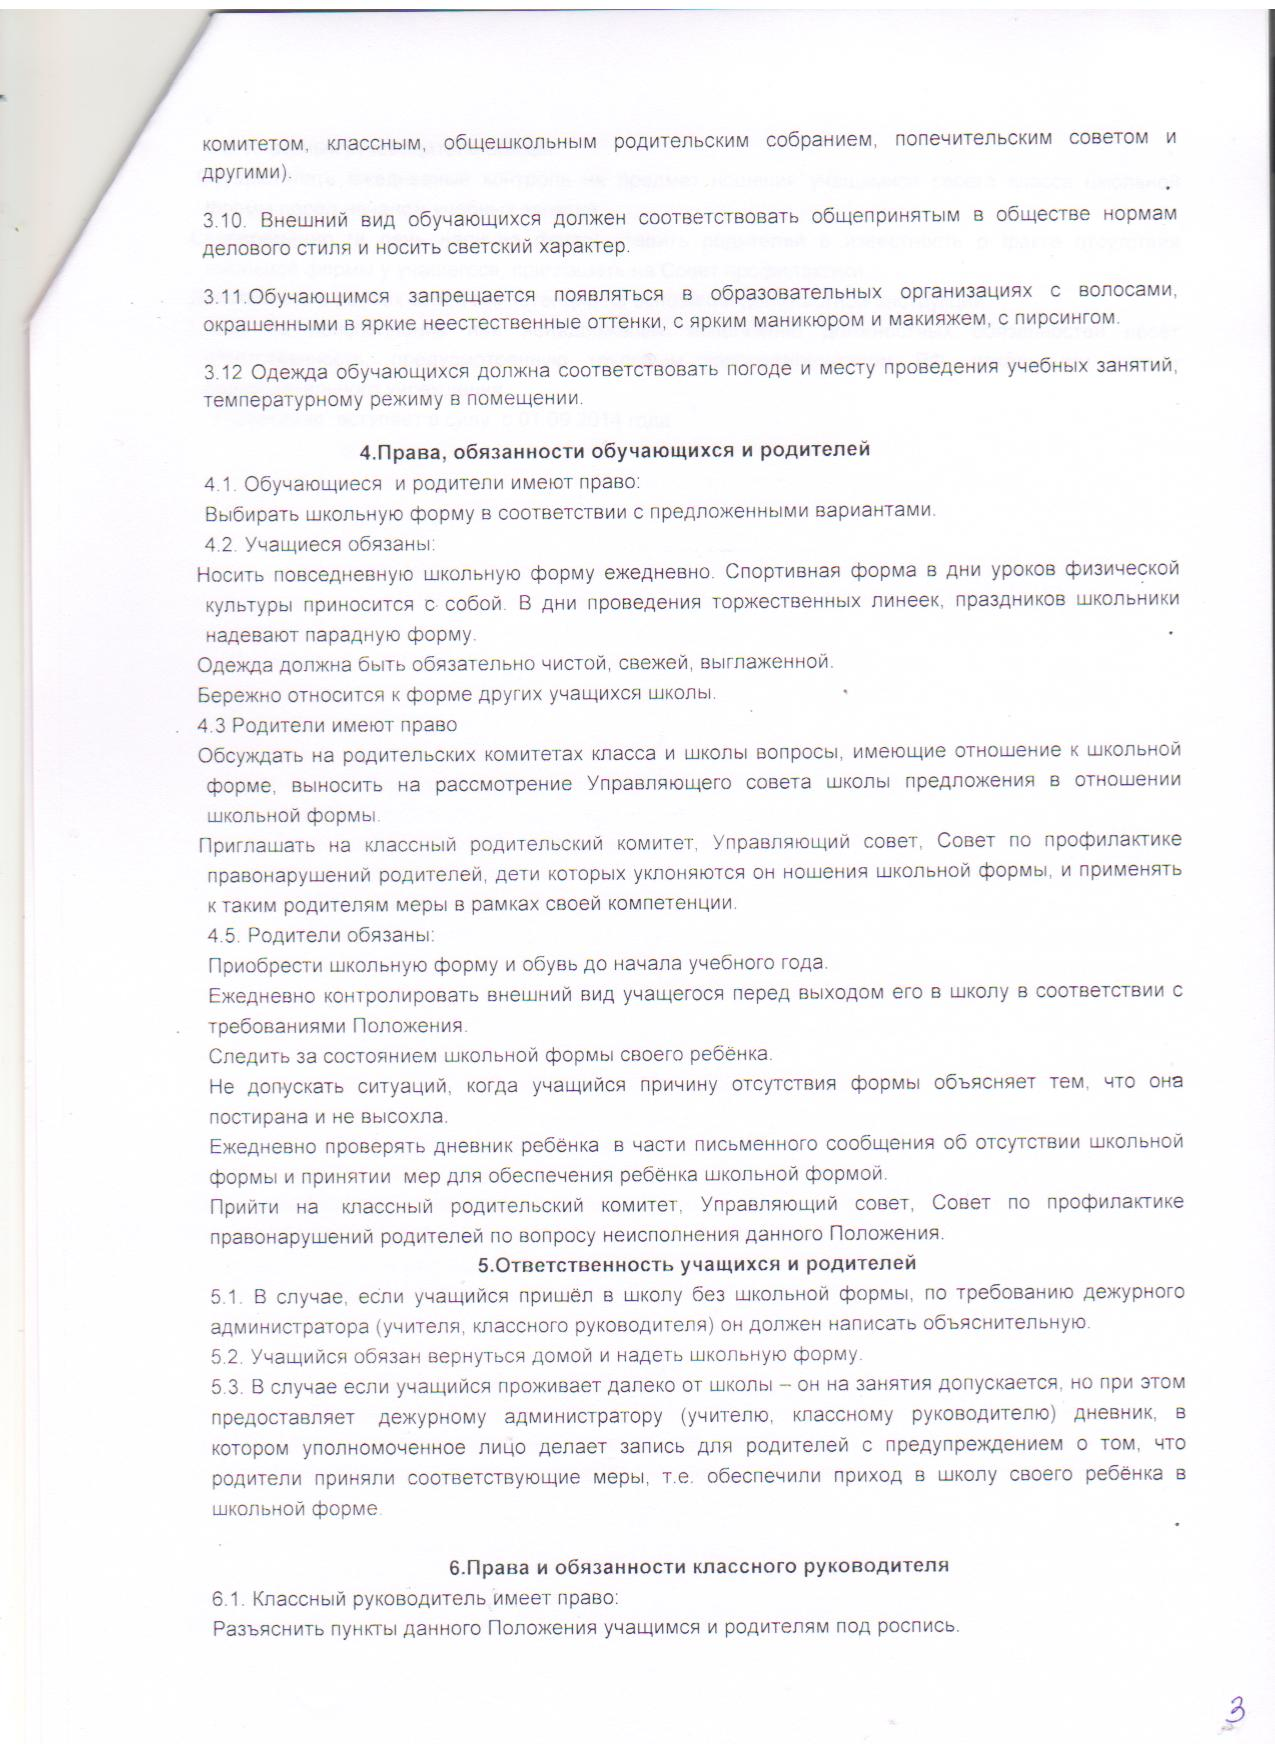 комитетом, классным, общешкольным родительским собранием, попечительским советом и
другими).
3.10. Внешний вид обучающихся должен соответствовать общепринятым в обществе нормам
делового стиля и носить светский характер.
3.11.Обучающимся запрещается появляться в образовательных организациях с волосами,
окрашенными в яркие неестественные оттенки, с ярким маникюром и макияжем, с пирсингом.
3.12 Одежда обучающихся должна соответствовать погоде и месту проведения учебных занятий,
температурному режиму в помещении.
4.Права, обязанности обучающихся и родителей
4.1. Обучающиеся и родители имеют право:
Выбирать школьную форму в соответствии с предложенными вариантами.
4.2. Учащиеся обязаны:
Носить повседневную школьную форму ежедневно. Спортивная форма в дни уроков физической
культуры приносится с собой. В дни проведения торжественных линеек, праздников школьники
надевают парадную форму.
Одежда должна быть обязательно чистой, свежей, выглаженной.
Бережно относится к форме других учащихся школы.
4.3 Родители имеют право
Обсуждать на родительских комитетах класса и школы вопросы, имеющие отношение к школьной
форме, выносить на рассмотрение Управляющего совета школы предложения в отношении
школьной формы.
Приглашать на классный родительский комитет, Управляющий совет, Совет по профилактике
правонарушений родителей, дети которых уклоняются он ношения школьной формы, и применять
к таким родителям меры в рамках своей компетенции.
4.5. Родители обязаны:
Приобрести школьную форму и обувь до начала учебного года.
Ежедневно контролировать внешний вид учащегося перед выходом его в школу в соответствии с
требованиями Положения.
Следить за состоянием школьной формы своего ребёнка.
Не допускать ситуаций, когда учащийся причину отсутствия формы объясняет тем, что она
постирана и не высохла.
Ежедневно проверять дневник ребёнка в части письменного сообщения об отсутствии школьной
формы и принятии мер для обеспечения ребёнка школьной формой.
Прийти на классный родительский комитет, Управляющий совет, Совет по профилактике
правонарушений родителей по вопросу неисполнения данного Положения.
5.Ответственность учащихся и родителей
5.1. В случае, если учащийся пришёл в школу без школьной формы, по требованию дежурного
администратора (учителя, классного руководителя) он должен написать объяснительную.
5.2. Учащийся обязан вернуться домой и надеть школьную форму.
5.3. В случае если учащийся проживает далеко от школы – он на занятия допускается, но при этом
предоставляет дежурному администратору (учителю, классному руководителю) дневник, в
котором уполномоченное лицо делает запись для родителей с предупреждением о том, что
родители приняли соответствующие меры, т.е. обеспечили приход в школу своего ребёнка в
школьной форме.
6.Права и обязанности классного руководителя
6.1. Классный руководитель имеет право:
Разъяснить пункты данного Положения учащимся и родителям под роспись.
3